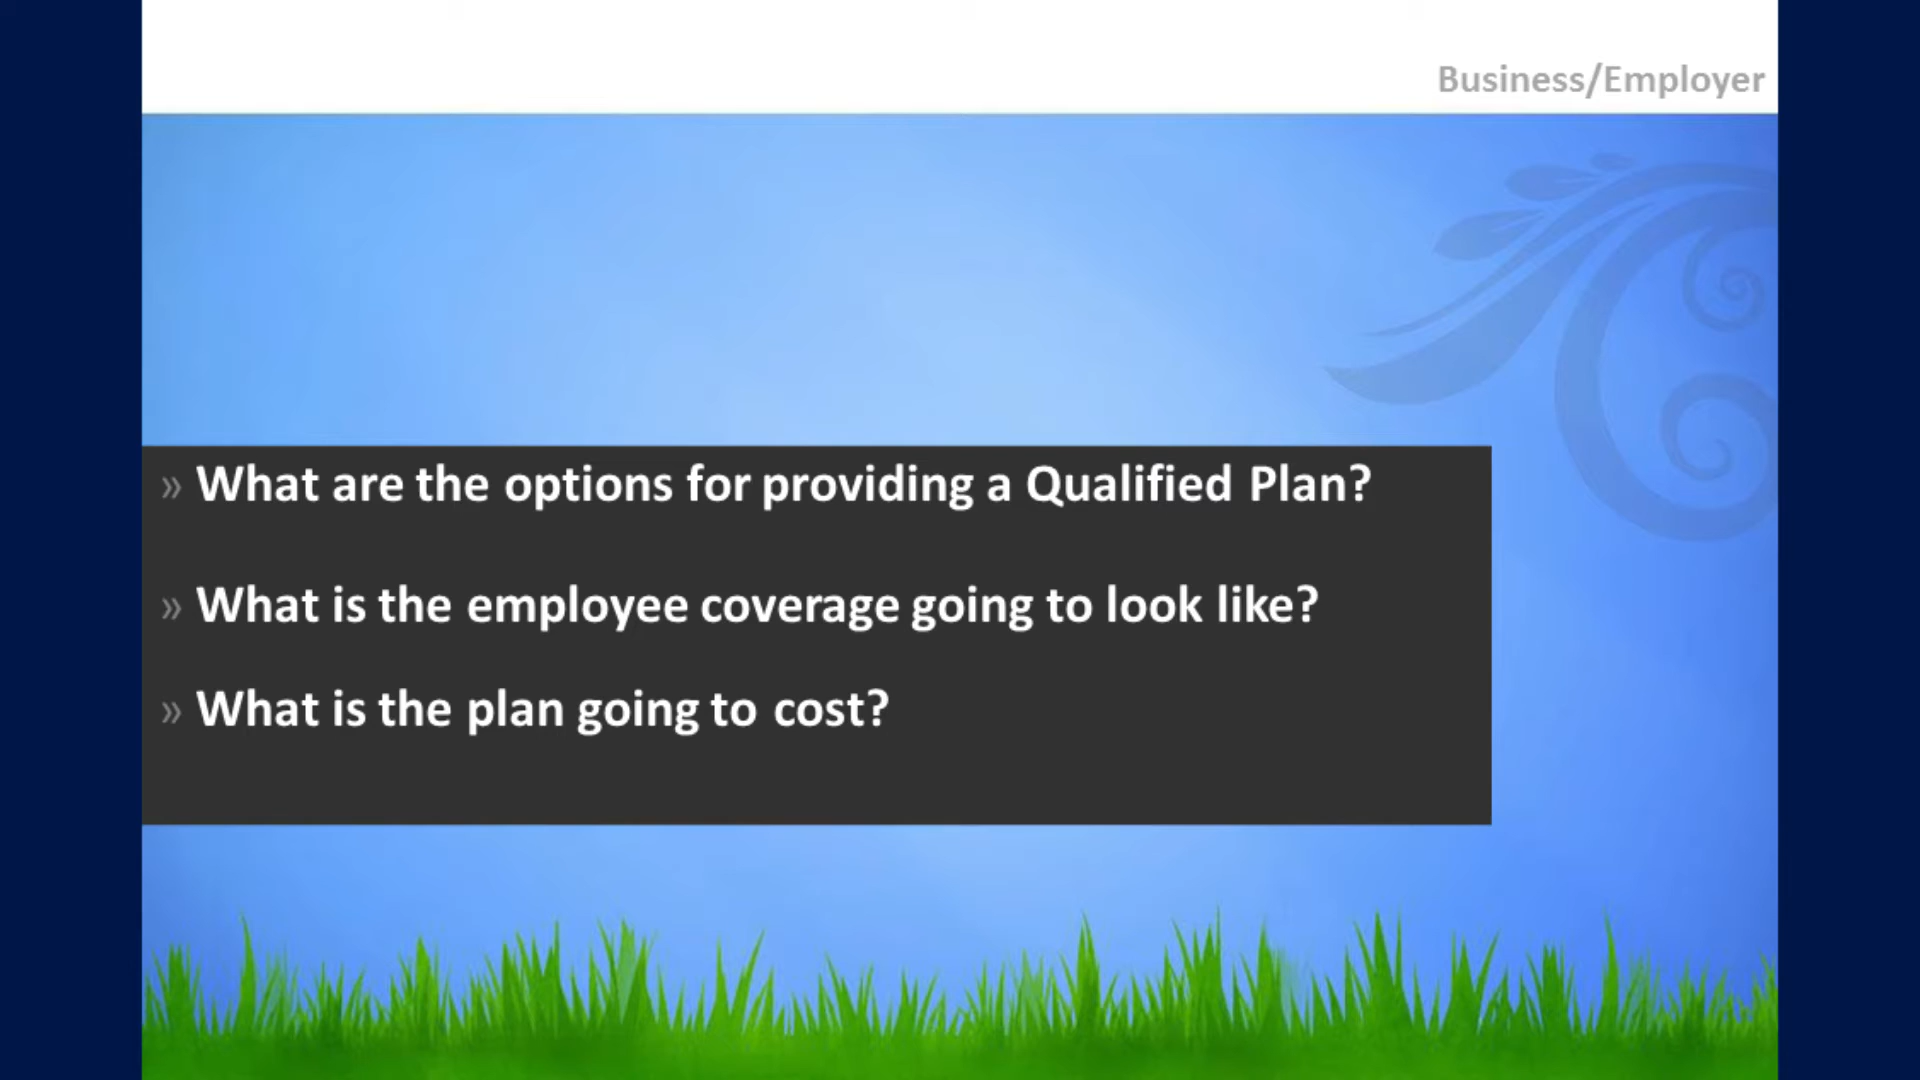 Business/Employer
» What are the options for providing a Qualified Plan?
» What is the employee coverage going to look like?
» What is the plan going to cost?